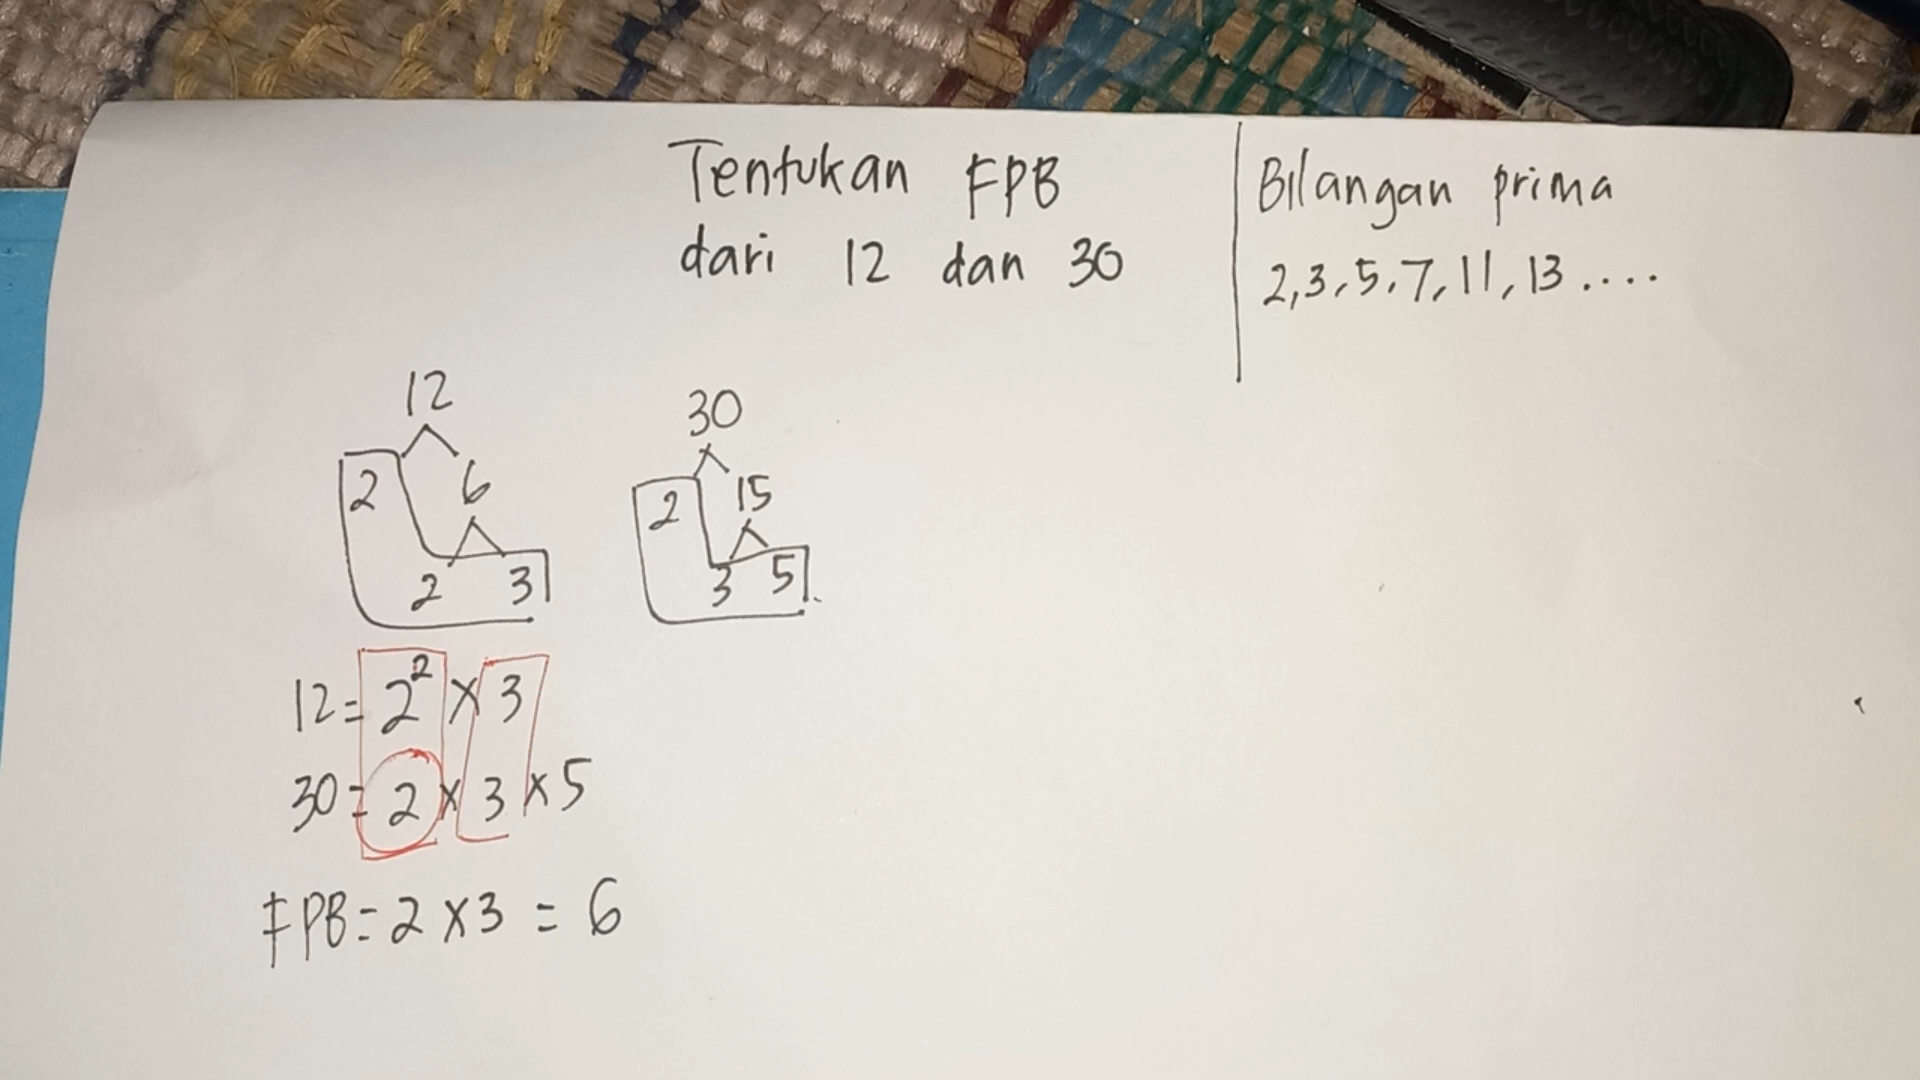 Tentukan FPB
dari 12 dan 30
Bilangan prima
2,3,5,7,11,13....
12
2 6
2 3
30
2 15
3 5
12 = 2² x 3
30 = 2 x 3 x 5
FPB = 2 x 3 = 6